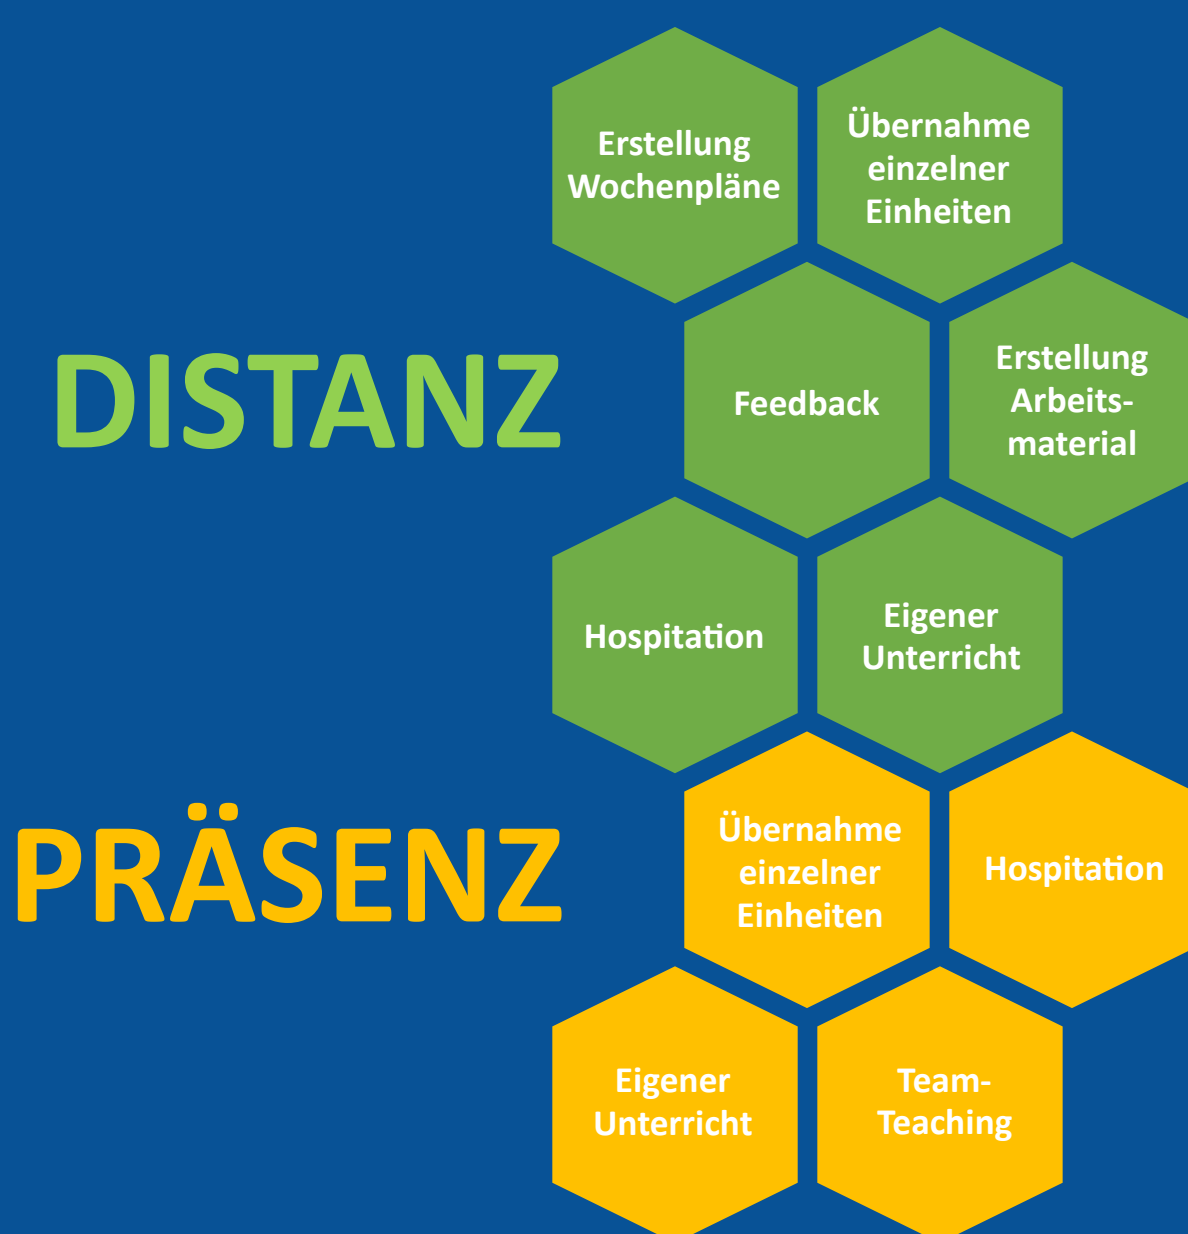 Erstellung
Wochenpläne
Übernahme
einzelner
Einheiten
DISTANZ
Feedback
Erstellung
Arbeits-
material
Hospitation
Eigener
Unterricht
PRÄSENZ
Übernahme
einzelner
Einheiten
Hospitation
Eigener
Unterricht
Team-
Teaching